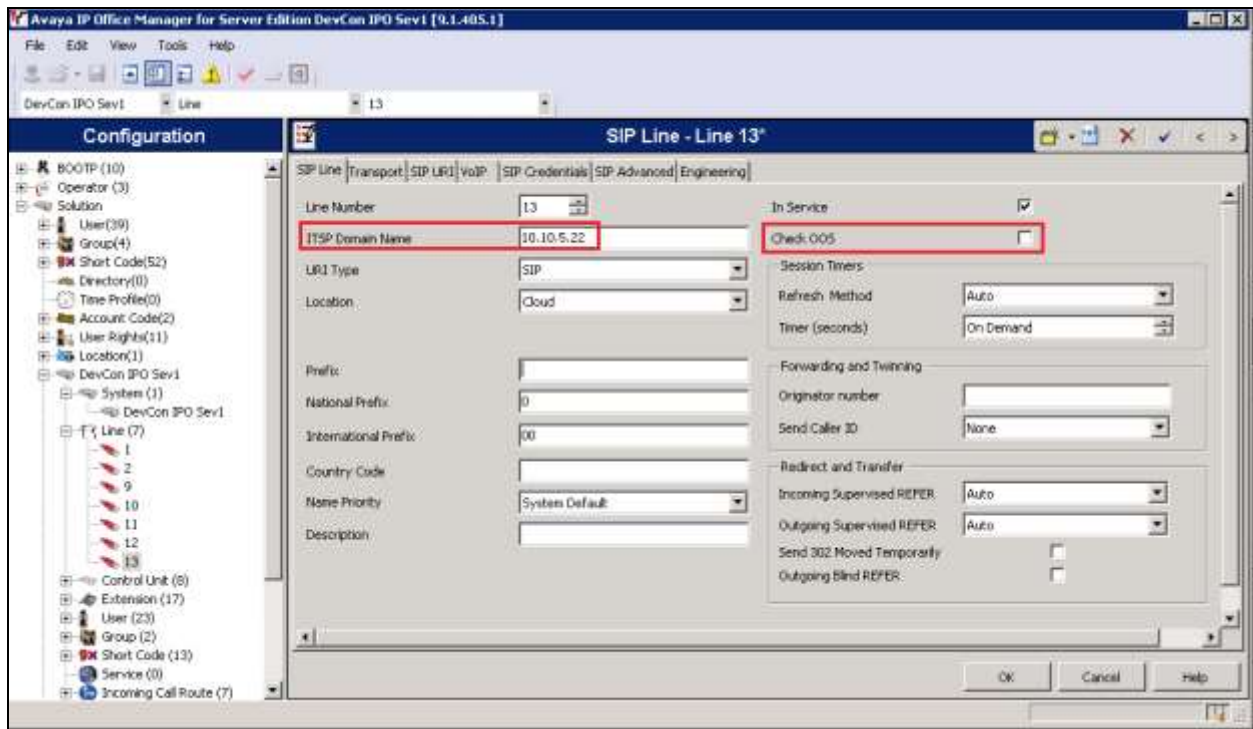 Avaya IP Office Manager for Server Edition DevCon IPO Sev1 [9.1.405.1]
File Edit View Tools Help
DevCon IPO Sev1 Line 13
Configuration
SIP Line - Line 13*
BOOTP (10)
Operator (3)
Solution
User(39)
Group(4)
Short Code(52)
Directory(0)
Time Profile(0)
Account Code(2)
User Rights(11)
Location(1)
DevCon IPO Sev1
System (1)
DevCon IPO Sev1
Line (7)
1
2
9
10
11
12
13
Control Unit (8)
Extension (17)
User (23)
Group (2)
Short Code (13)
Service (0)
Incoming Call Route (7)
SIP Line Transport SIP URI VoIP SIP Credentials SIP Advanced Engineering
Line Number 13
ITSP Domain Name 10.10.5.22
URI Type SIP
Location Cloud
Prefix
National Prefix 0
International Prefix 00
Country Code
Name Priority System Default
Description
In Service
Check OOS
Session Timers
Refresh Method Auto
Timer (seconds) On Demand
Forwarding and Twinning
Originator number
Send Caller ID None
Redirect and Transfer
Incoming Supervised REFER Auto
Outgoing Supervised REFER Auto
Send 302 Moved Temporarily
Outgoing Blind REFER
OK Cancel Help